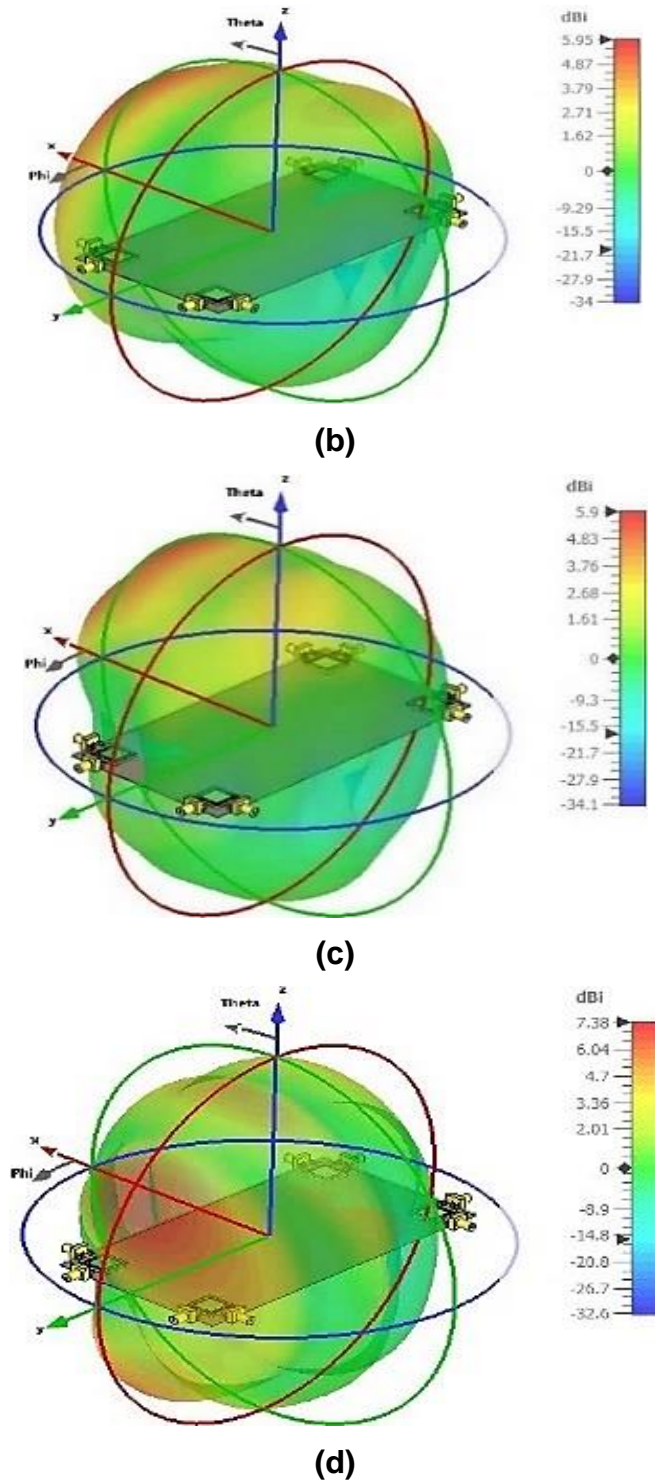 z
Theta
x
Phi
y
dBi
5.95
4.87
3.79
2.71
1.62
0
-9.29
-15.5
-21.7
-27.9
-34
(b)
z
Theta
x
Phi
y
dBi
5.9
4.83
3.76
2.68
1.61
0
-9.3
-15.5
-21.7
-27.9
-34.1
(c)
z
Theta
x
Phi
y
dBi
7.38
6.04
4.7
3.36
2.01
0
-8.9
-14.8
-20.8
-26.7
-32.6
(d)